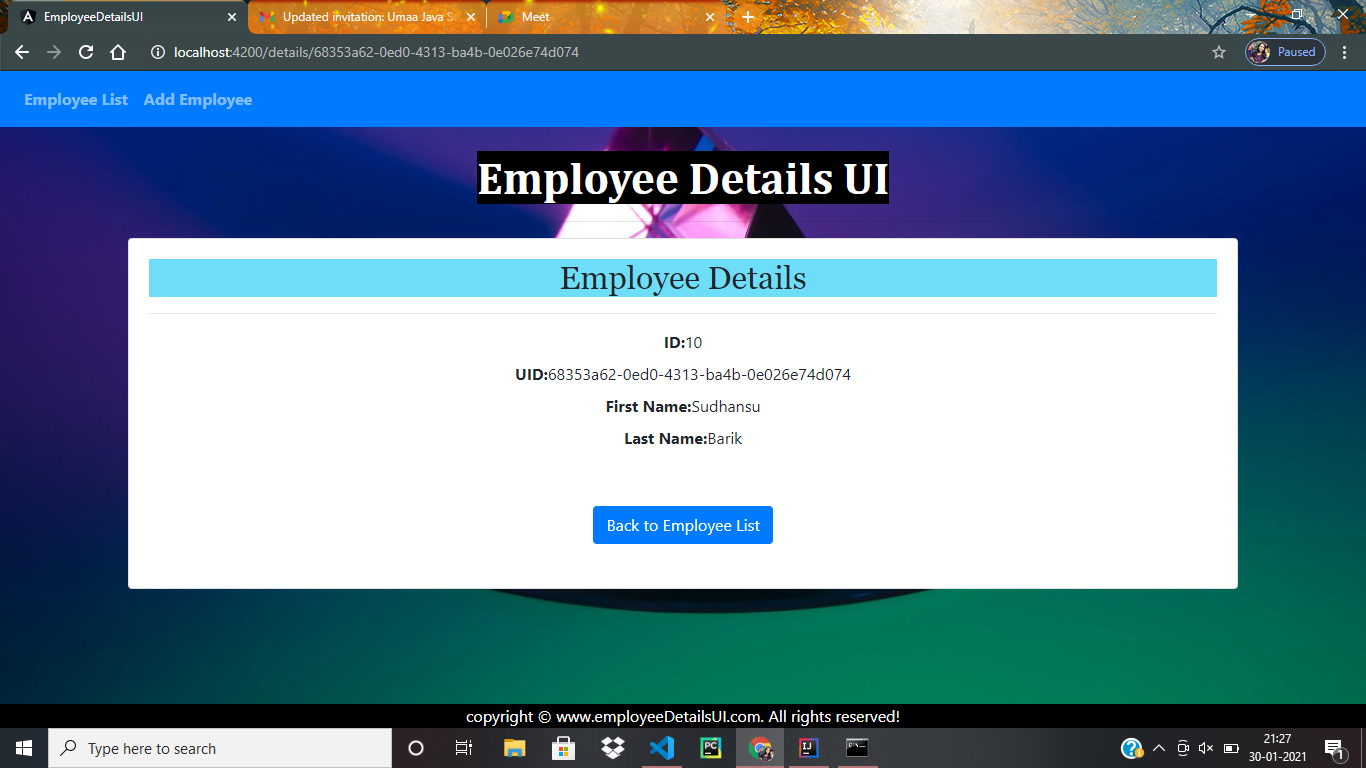 EmployeeDetailsUI
Updated invitation: Umaa Java S
Meet
localhost:4200/details/68353a62-0ed0-4313-ba4b-0e026e74d074
Paused
Employee List Add Employee
Employee Details UI
Employee Details
ID:10
UID:68353a62-0ed0-4313-ba4b-0e026e74d074
First Name:Sudhansu
Last Name:Barik
Back to Employee List
copyright © www.employeeDetailsUI.com. All rights reserved!
Type here to search
PC
IJ
21:27
30-01-2021
1